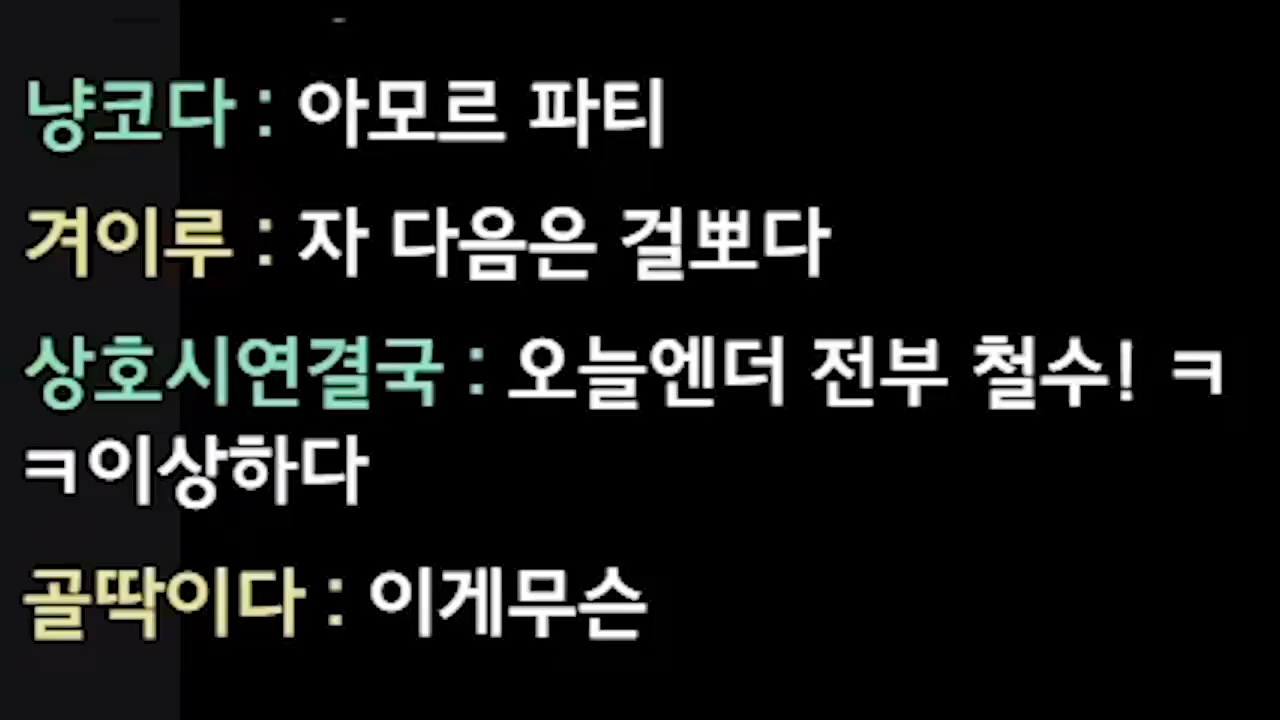 냥코다 : 아모르 파티
겨이루 : 자 다음은 걸뽀다
상호시연결국 : 오늘엔더 전부 철수! ㅋ
ㅋ이상하다
골딱이다 : 이게무슨